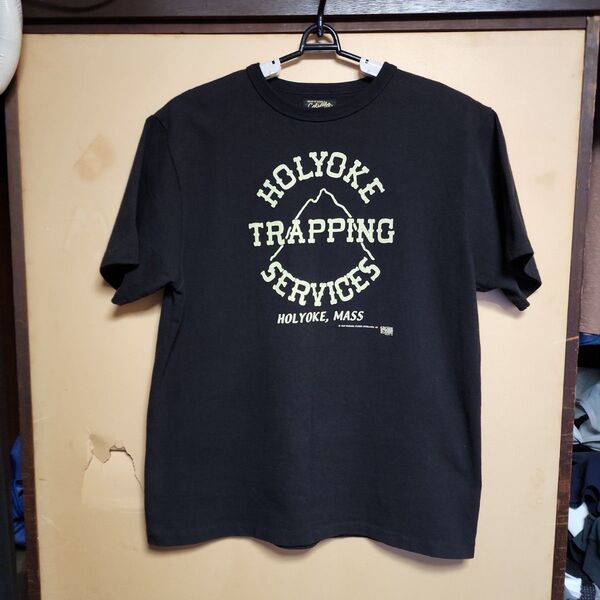 HOLYOKE
TRAPPING
SERVICES
HOLYOKE, MASS